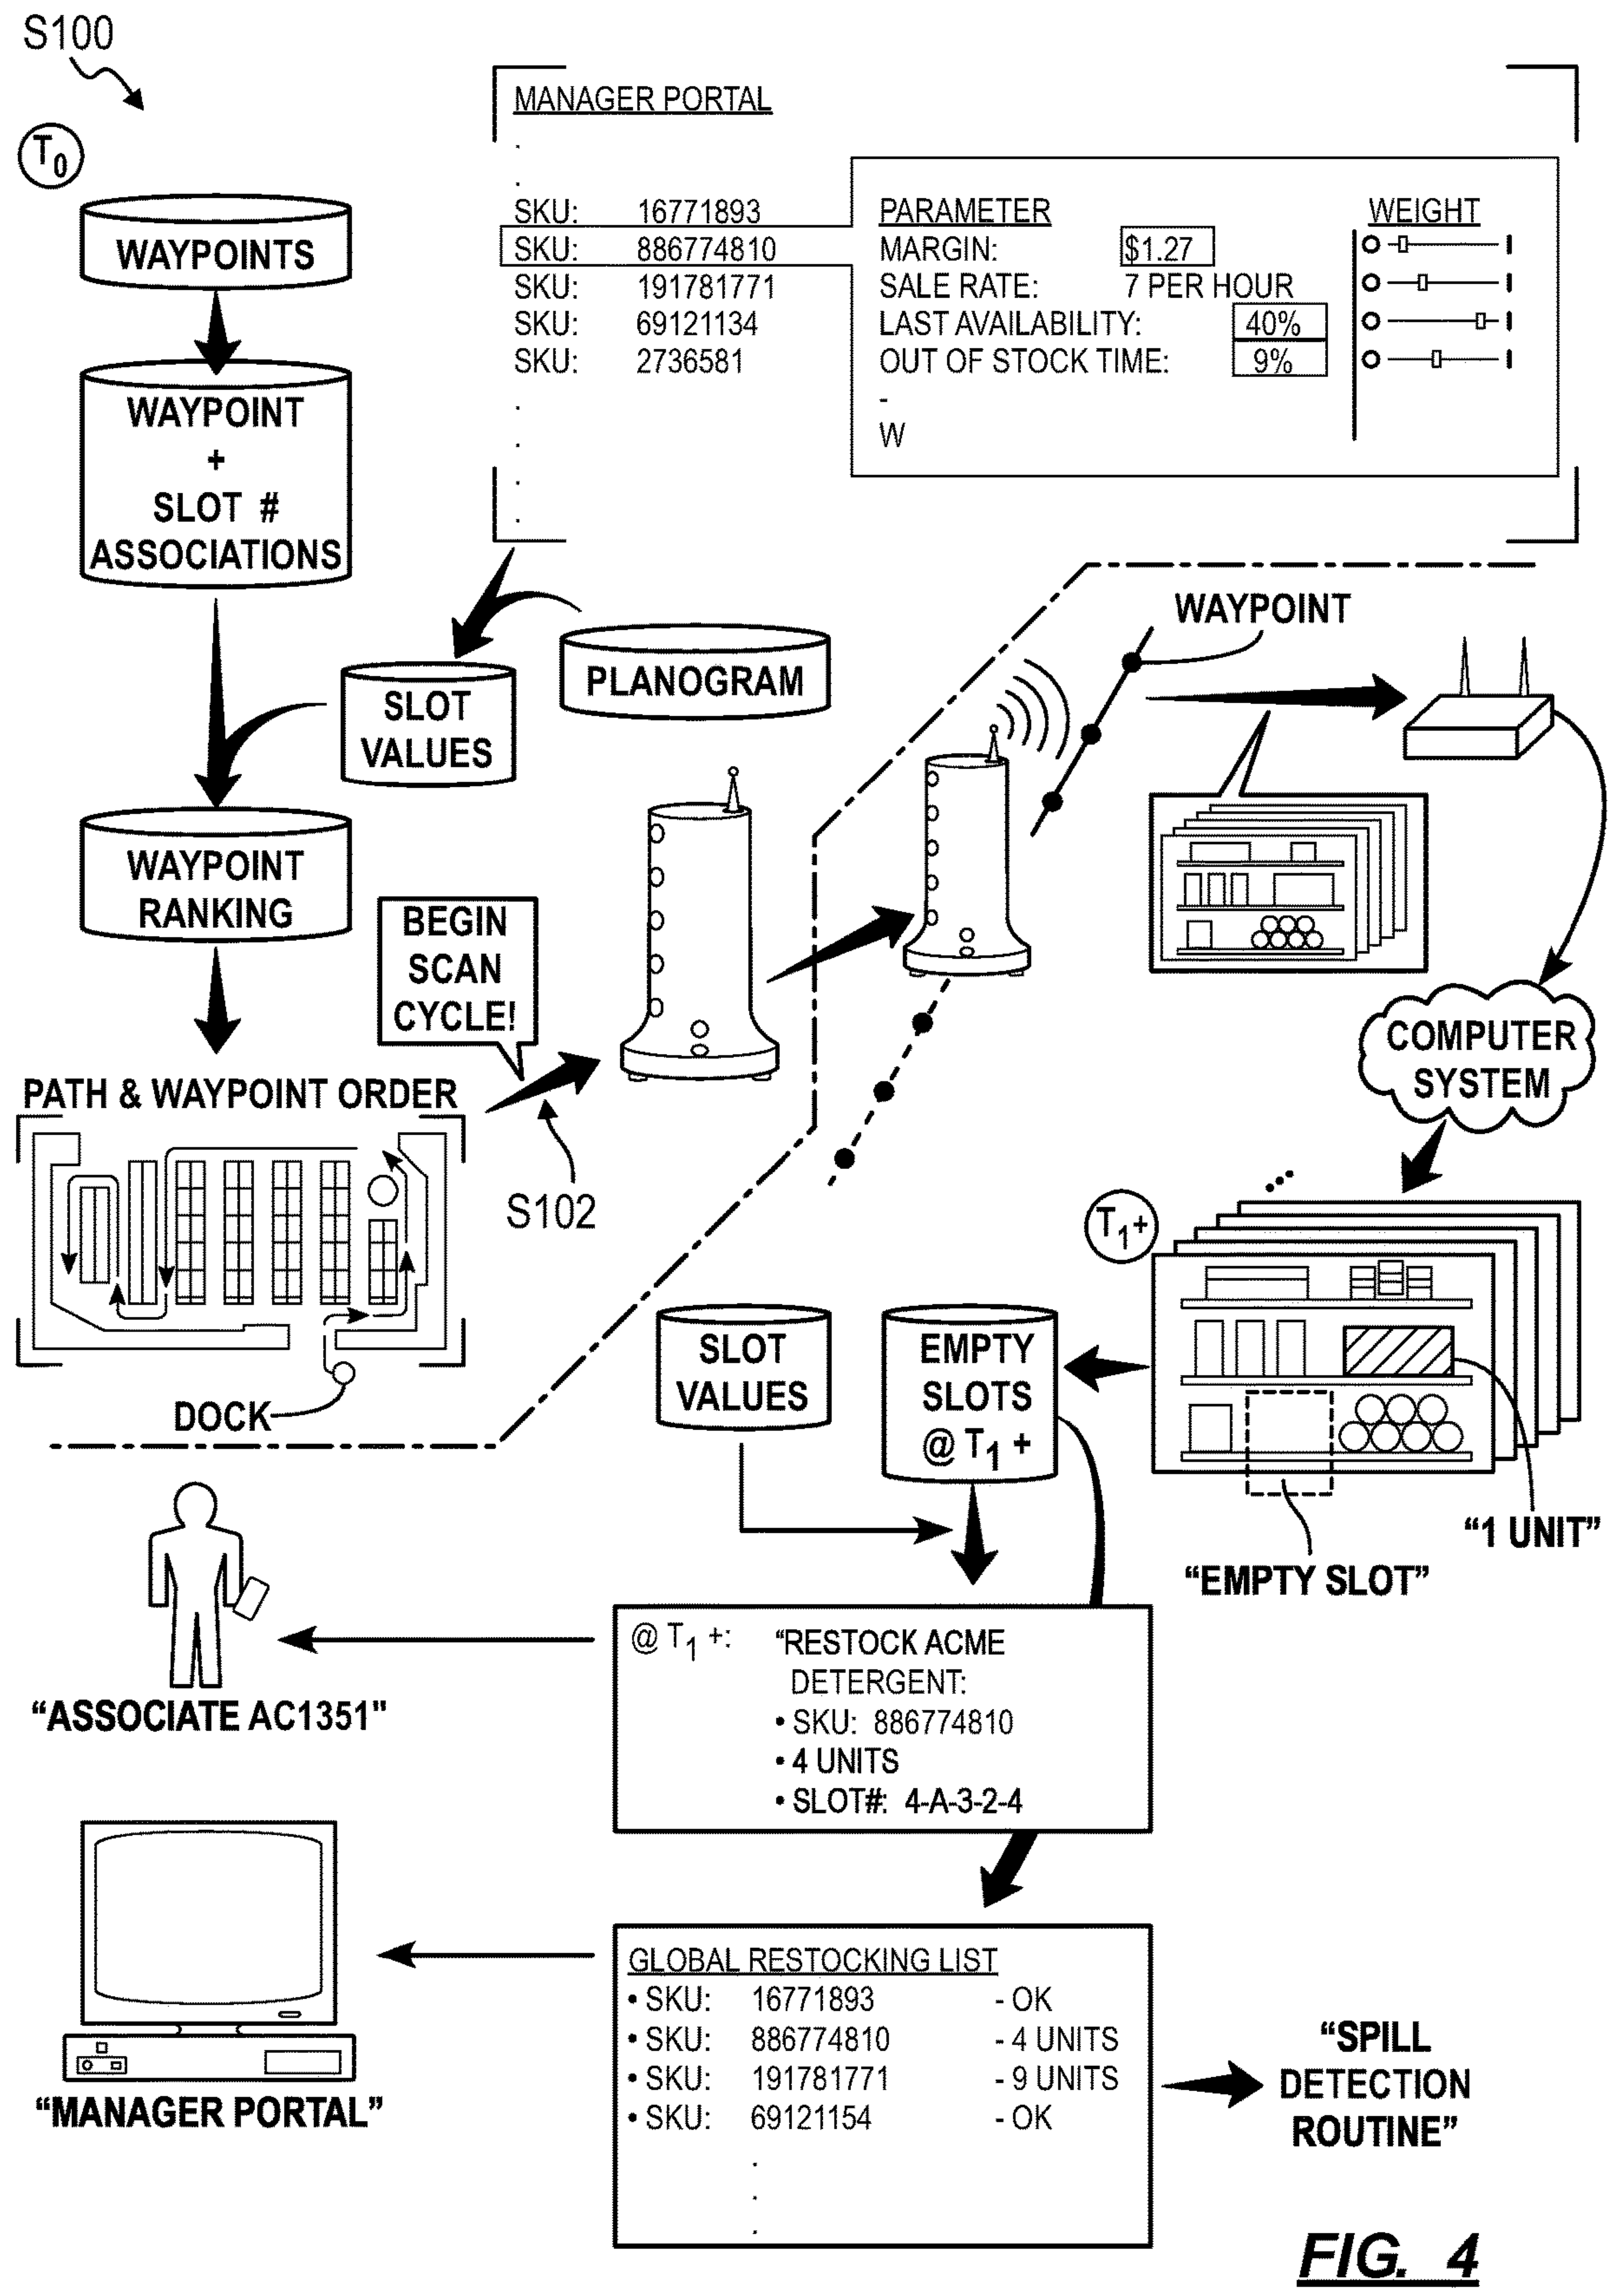 S100
T0
MANAGER PORTAL
SKU: 16771893
SKU: 886774810
SKU: 191781771
SKU: 69121134
SKU: 2736581
PARAMETER WEIGHT
MARGIN: $1.27
SALE RATE: 7 PER HOUR
LAST AVAILABILITY: 40%
OUT OF STOCK TIME: 9%
-
W
WAYPOINTS
WAYPOINT
+
SLOT #
ASSOCIATIONS
PLANOGRAM
SLOT
VALUES
WAYPOINT
RANKING
BEGIN
SCAN
CYCLE!
S102
PATH & WAYPOINT ORDER
DOCK
WAYPOINT
COMPUTER
SYSTEM
T1+
"1 UNIT"
"EMPTY SLOT"
SLOT
VALUES
EMPTY
SLOTS
@ T1 +
@ T1 +: "RESTOCK ACME
DETERGENT:
• SKU: 886774810
• 4 UNITS
• SLOT#: 4-A-3-2-4
"ASSOCIATE AC1351"
GLOBAL RESTOCKING LIST
• SKU: 16771893 - OK
• SKU: 886774810 - 4 UNITS
• SKU: 191781771 - 9 UNITS
• SKU: 69121154 - OK
"MANAGER PORTAL"
"SPILL
DETECTION
ROUTINE"
FIG. 4